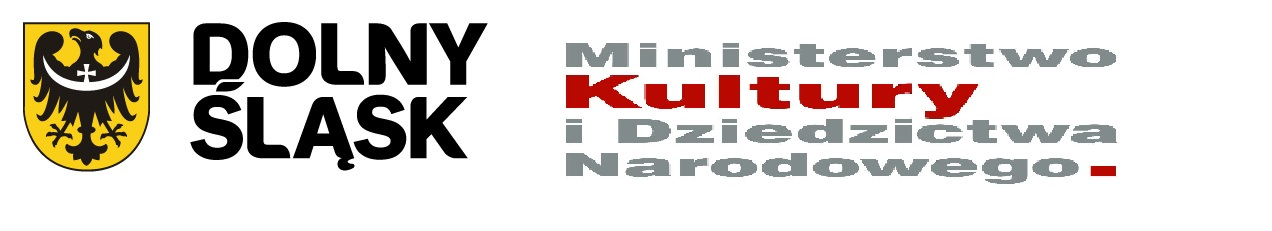 DOLNY
ŚLĄSK
Ministerstwo
Kultury
i Dziedzictwa
Narodowego.